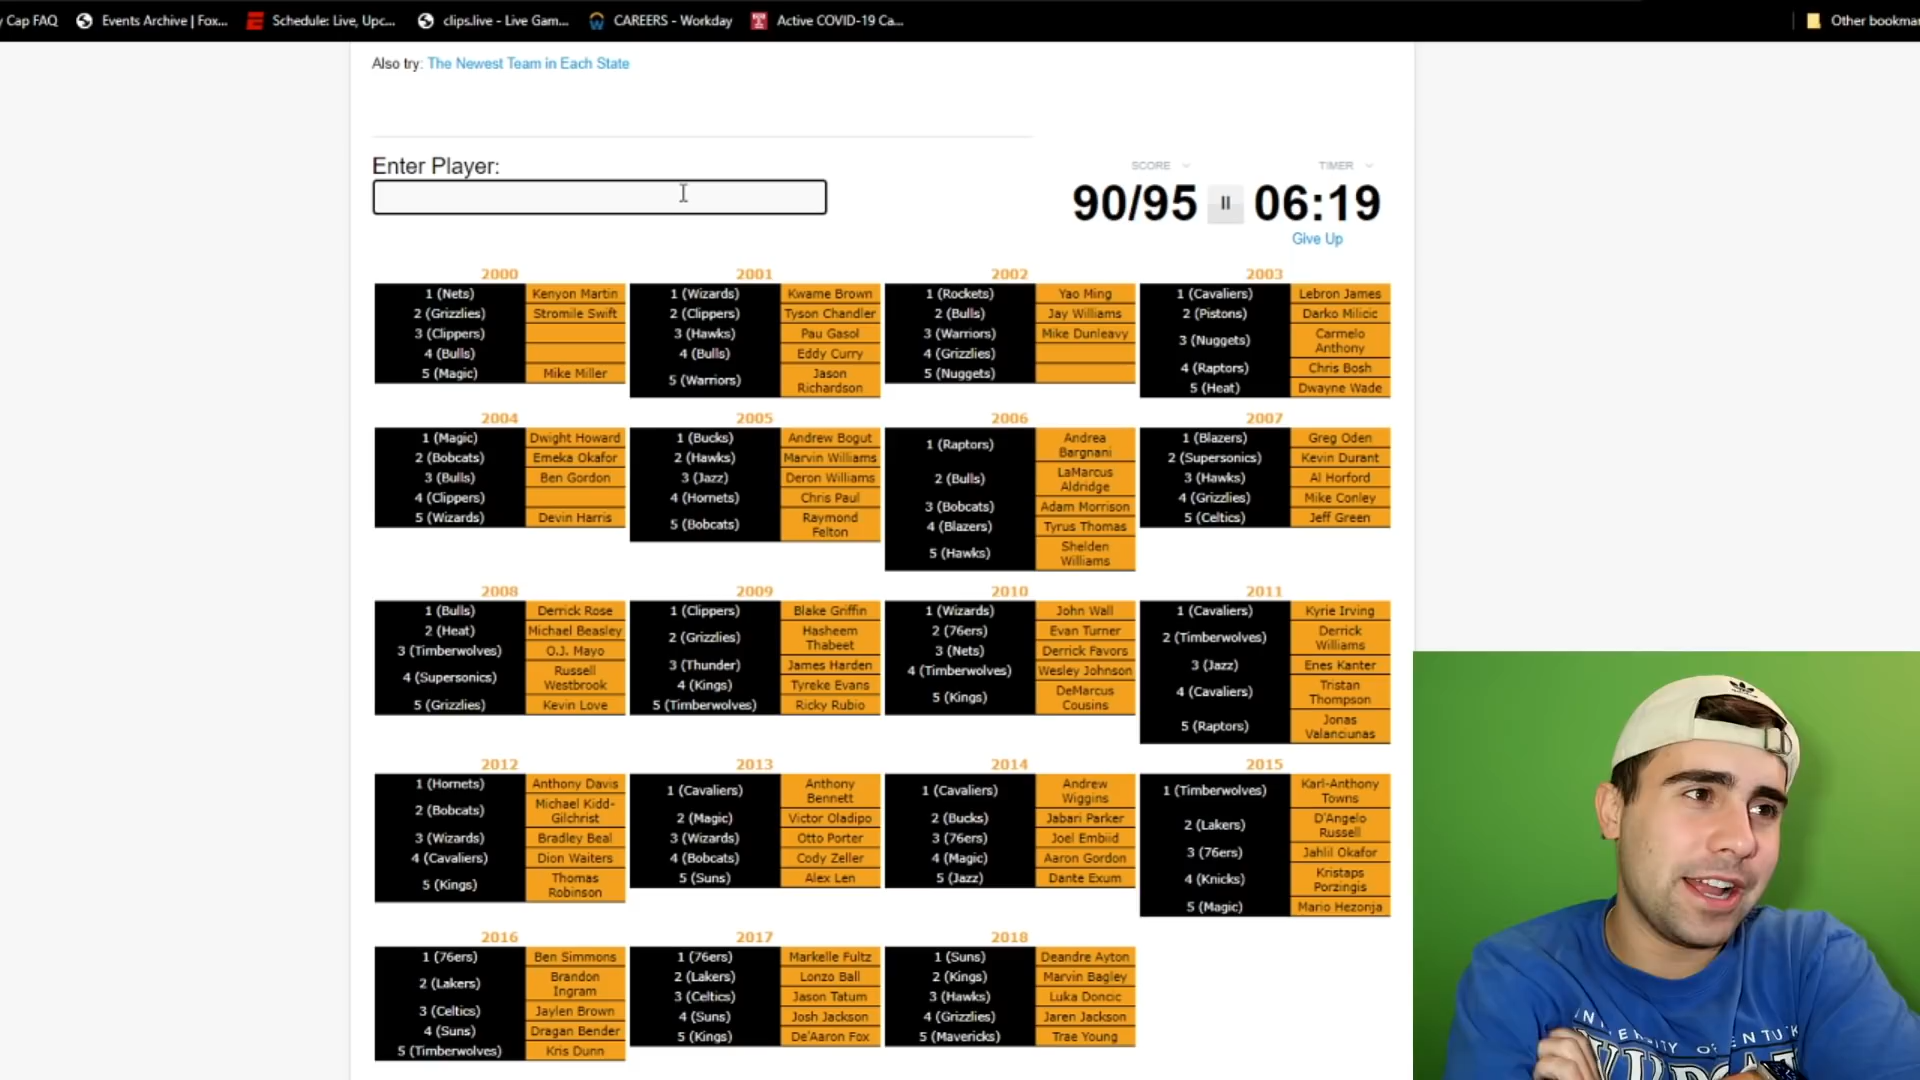 y Cap FAQ Events Archive | Fox... Schedule: Live, Upc... clips.live - Live Gam... CAREERS - Workday Active COVID-19 Ca... Other bookmar
Also try: The Newest Team in Each State
Enter Player:
SCORE TIMER
90/95 06:19
Give Up
2000 2001 2002 2003
1 (Nets) Kenyon Martin
2 (Grizzlies) Stromile Swift
3 (Clippers)
4 (Bulls)
5 (Magic) Mike Miller
1 (Wizards) Kwame Brown
2 (Clippers) Tyson Chandler
3 (Hawks) Pau Gasol
4 (Bulls) Eddy Curry
5 (Warriors) Jason
Richardson
1 (Rockets) Yao Ming
2 (Bulls) Jay Williams
3 (Warriors) Mike Dunleavy
4 (Grizzlies)
5 (Nuggets)
1 (Cavaliers) Lebron James
2 (Pistons) Darko Milicic
3 (Nuggets) Carmelo
Anthony
4 (Raptors) Chris Bosh
5 (Heat) Dwayne Wade
2004 2005 2006 2007
1 (Magic) Dwight Howard
2 (Bobcats) Emeka Okafor
3 (Bulls) Ben Gordon
4 (Clippers)
5 (Wizards) Devin Harris
1 (Bucks) Andrew Bogut
2 (Hawks) Marvin Williams
3 (Jazz) Deron Williams
4 (Hornets) Chris Paul
5 (Bobcats) Raymond
Felton
1 (Raptors) Andrea
Bargnani
2 (Bulls) LaMarcus
Aldridge
3 (Bobcats) Adam Morrison
4 (Blazers) Tyrus Thomas
5 (Hawks) Shelden
Williams
1 (Blazers) Greg Oden
2 (Supersonics) Kevin Durant
3 (Hawks) Al Horford
4 (Grizzlies) Mike Conley
5 (Celtics) Jeff Green
2008 2009 2010 2011
1 (Bulls) Derrick Rose
2 (Heat) Michael Beasley
3 (Timberwolves) O.J. Mayo
4 (Supersonics) Russell
Westbrook
5 (Grizzlies) Kevin Love
1 (Clippers) Blake Griffin
2 (Grizzlies) Hasheem
Thabeet
3 (Thunder) James Harden
4 (Kings) Tyreke Evans
5 (Timberwolves) Ricky Rubio
1 (Wizards) John Wall
2 (76ers) Evan Turner
3 (Nets) Derrick Favors
4 (Timberwolves) Wesley Johnson
5 (Kings) DeMarcus
Cousins
1 (Cavaliers) Kyrie Irving
2 (Timberwolves) Derrick
Williams
3 (Jazz) Enes Kanter
4 (Cavaliers) Tristan
Thompson
5 (Raptors) Jonas
Valanciunas
2012 2013 2014 2015
1 (Hornets) Anthony Davis
2 (Bobcats) Michael Kidd-
Gilchrist
3 (Wizards) Bradley Beal
4 (Cavaliers) Dion Waiters
5 (Kings) Thomas
Robinson
1 (Cavaliers) Anthony
Bennett
2 (Magic) Victor Oladipo
3 (Wizards) Otto Porter
4 (Bobcats) Cody Zeller
5 (Suns) Alex Len
1 (Cavaliers) Andrew
Wiggins
2 (Bucks) Jabari Parker
3 (76ers) Joel Embiid
4 (Magic) Aaron Gordon
5 (Jazz) Dante Exum
1 (Timberwolves) Karl-Anthony
Towns
2 (Lakers) D'Angelo
Russell
3 (76ers) Jahlil Okafor
4 (Knicks) Kristaps
Porzingis
5 (Magic) Mario Hezonja
2016 2017 2018
1 (76ers) Ben Simmons
2 (Lakers) Brandon
Ingram
3 (Celtics) Jaylen Brown
4 (Suns) Dragan Bender
5 (Timberwolves) Kris Dunn
1 (76ers) Markelle Fultz
2 (Lakers) Lonzo Ball
3 (Celtics) Jason Tatum
4 (Suns) Josh Jackson
5 (Kings) De'Aaron Fox
1 (Suns) Deandre Ayton
2 (Kings) Marvin Bagley
3 (Hawks) Luka Doncic
4 (Grizzlies) Jaren Jackson
5 (Mavericks) Trae Young